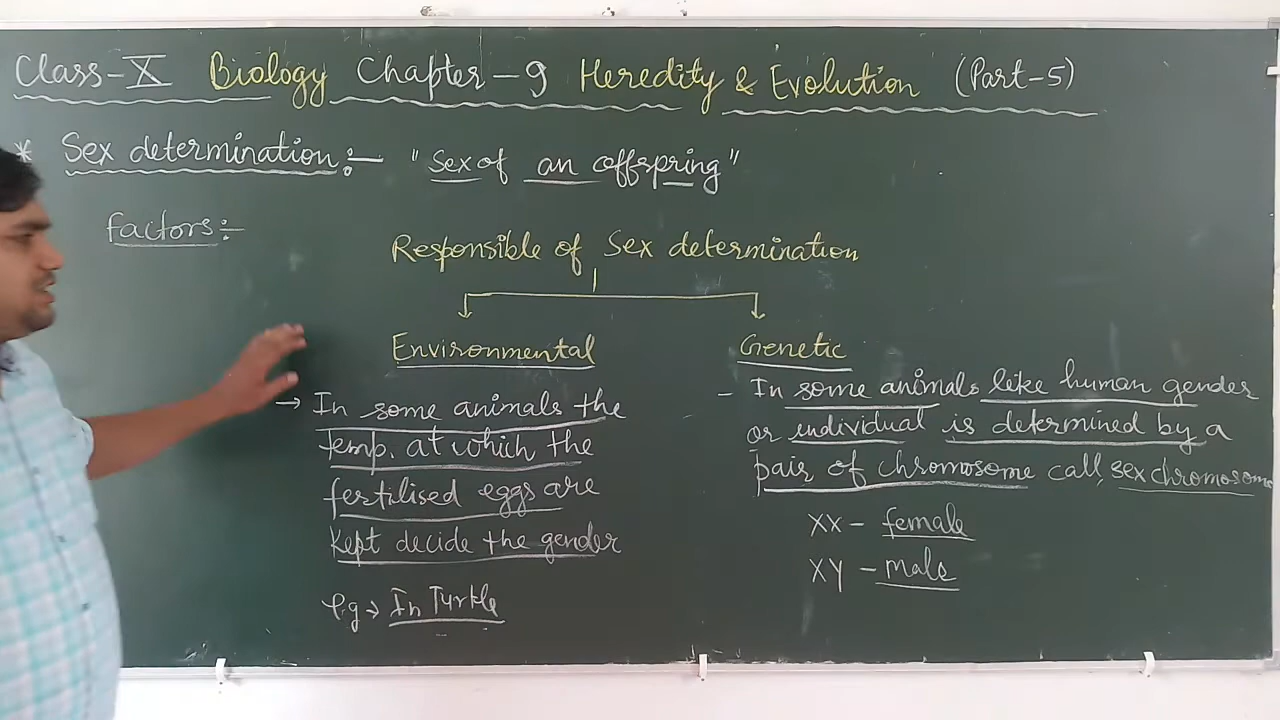 Class-X Biology Chapter-9 Heredity & Evolution (Part-5)
* Sex determination:- "Sex of an offspring"
factors:-
Responsible of Sex determination
Environmental
→ In some animals the
temp. at which the
fertilised eggs are
kept decide the gender
e.g → In Turtle
Genetic
- In some animals like human gender
or individual is determined by a
pair of chromosome call, sex chromosome
XX - female
XY - male